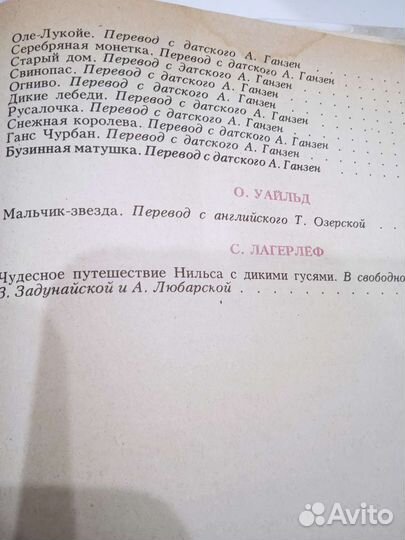 Оле-Лукойе. Перевод с датского А. Ганзен
Серебряная монетка. Перевод с датского А. Ганзен
Старый дом. Перевод с датского А. Ганзен
Свинопас. Перевод с датского А. Ганзен
Огниво. Перевод с датского А. Ганзен
Дикие лебеди. Перевод с датского А. Ганзен
Русалочка. Перевод с датского А. Ганзен
Снежная королева. Перевод с датского А. Ганзен
Ганс Чурбан. Перевод с датского А. Ганзен
Бузинная матушка. Перевод с датского А. Ганзен
О. УАЙЛЬД
Мальчик-звезда. Перевод с английского Т. Озерской
С. ЛАГЕРЛЁФ
Чудесное путешествие Нильса с дикими гусями. В свободно
З. Задунайской и А. Любарской
Avito